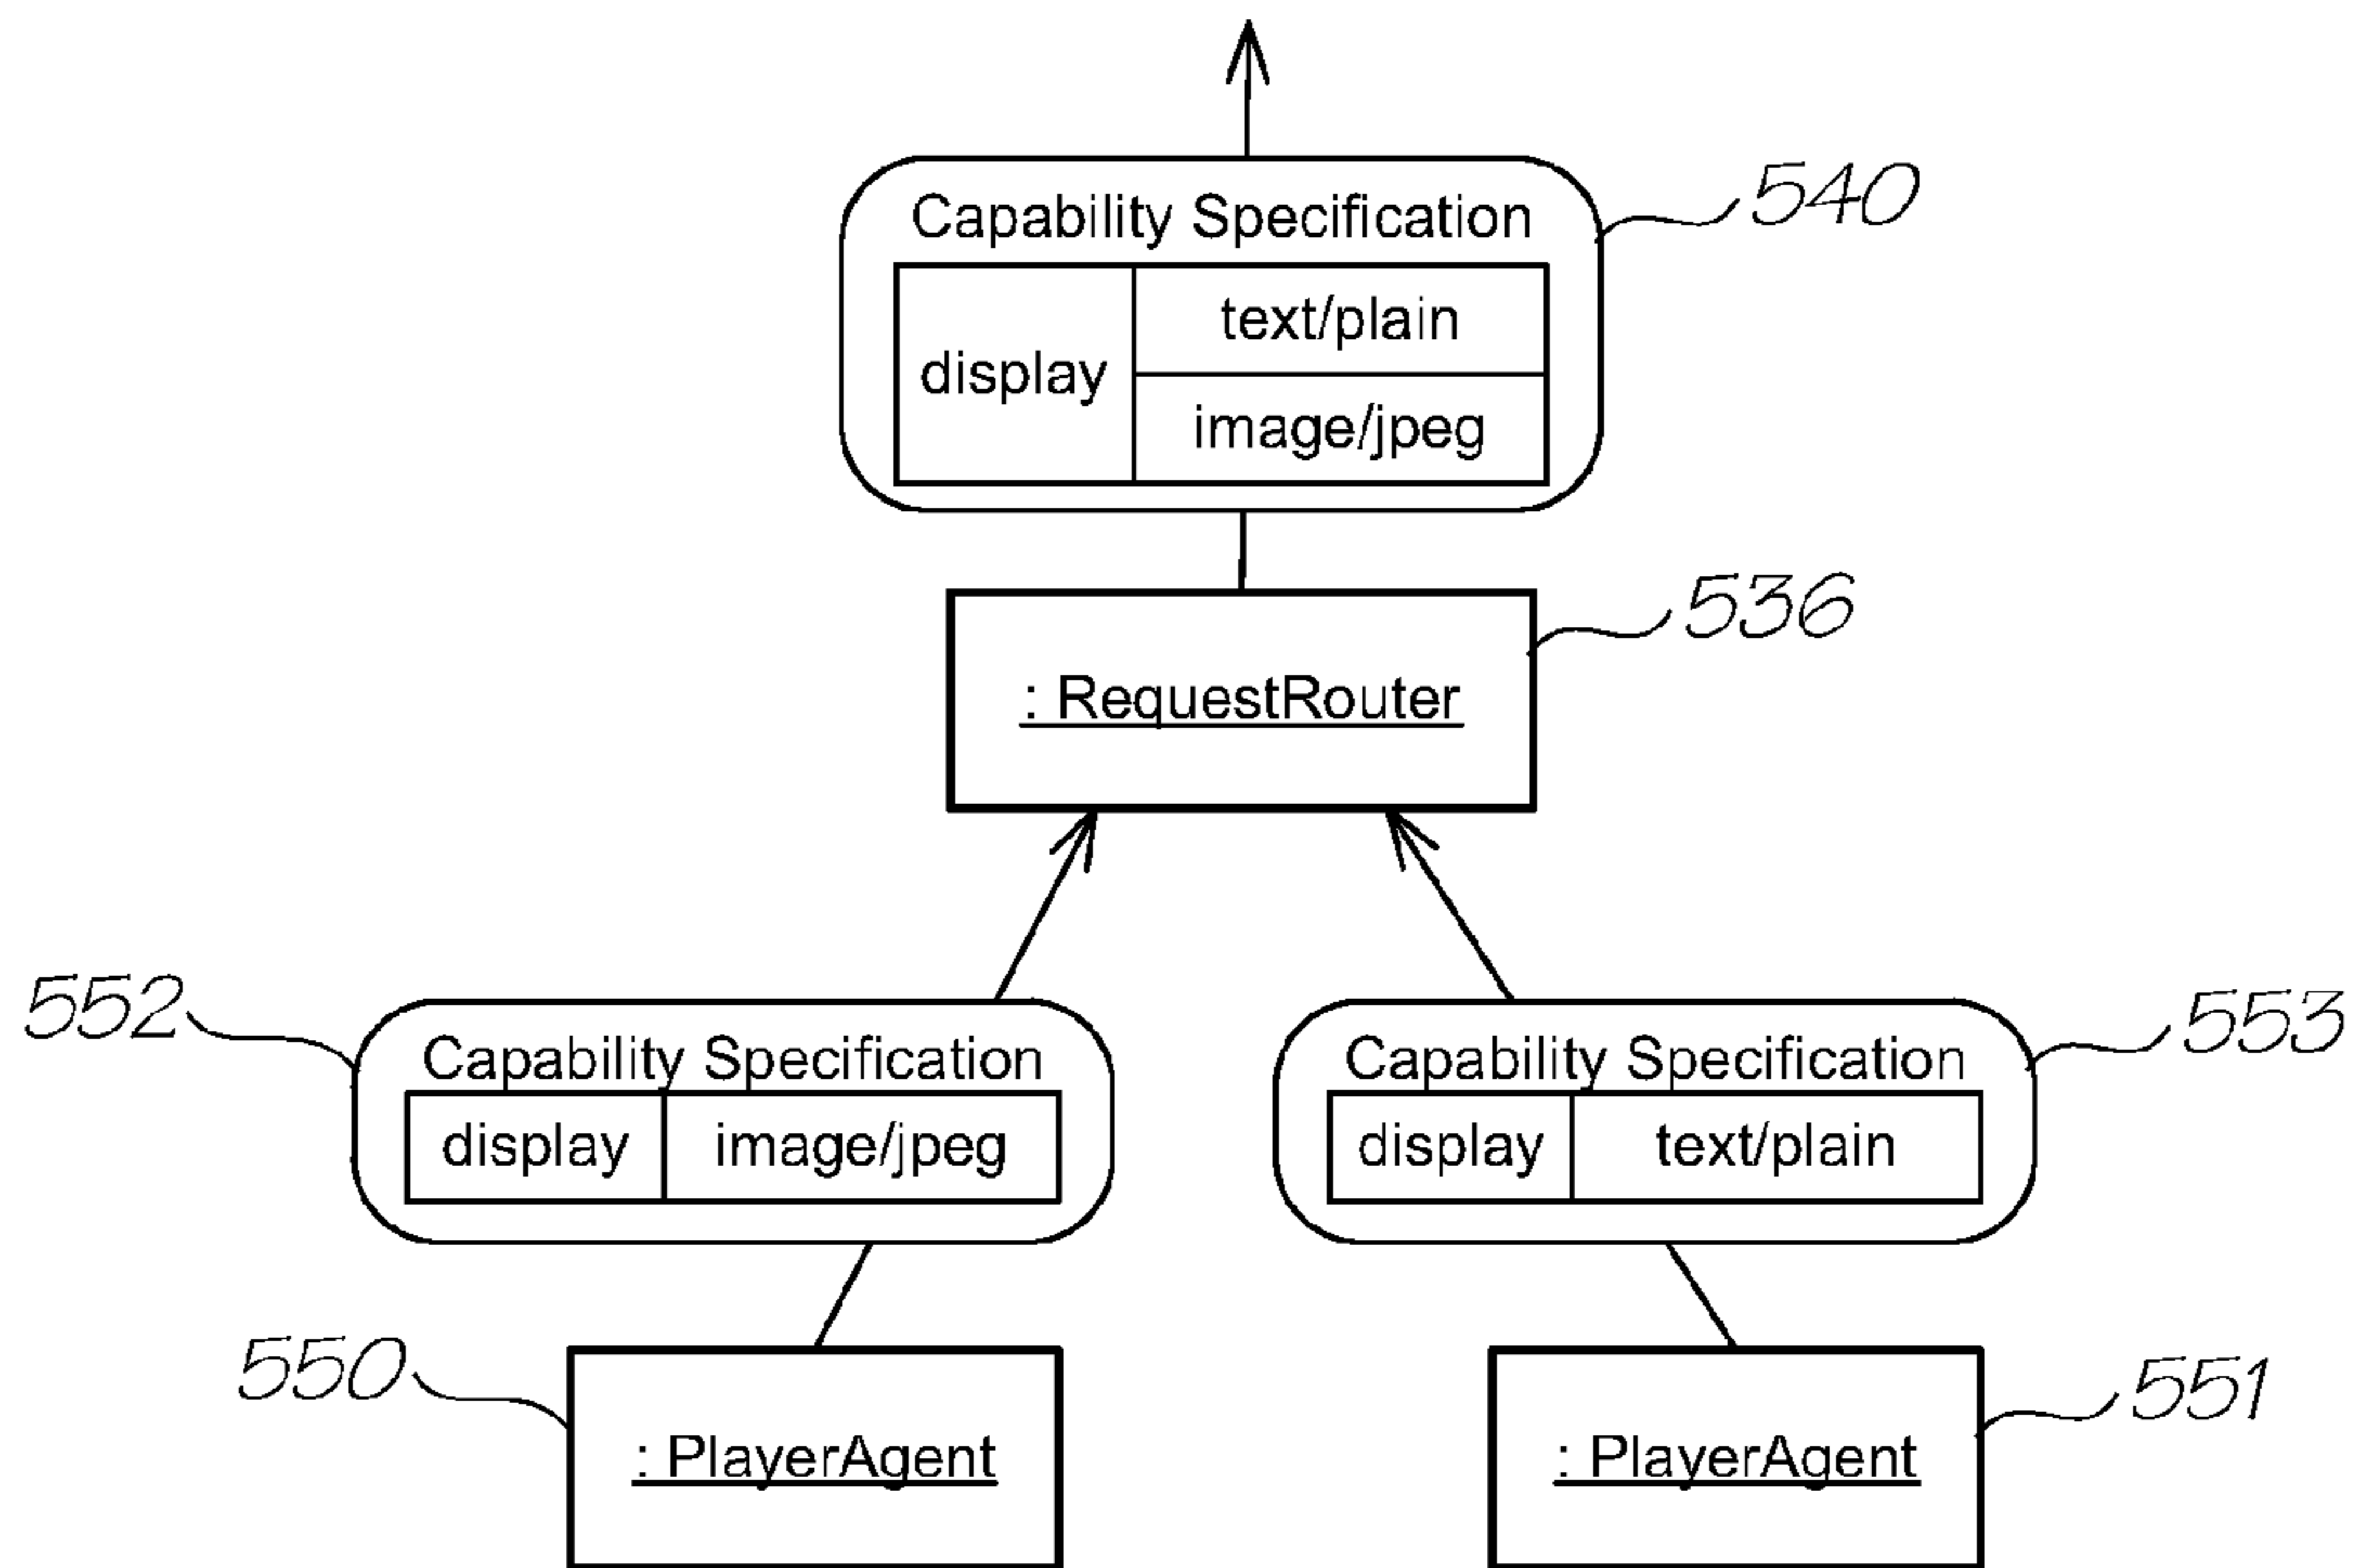 Capability Specification
540
display
text/plain
image/jpeg
536
: RequestRouter
552
Capability Specification
display
image/jpeg
553
Capability Specification
display
text/plain
550
: PlayerAgent
551
: PlayerAgent